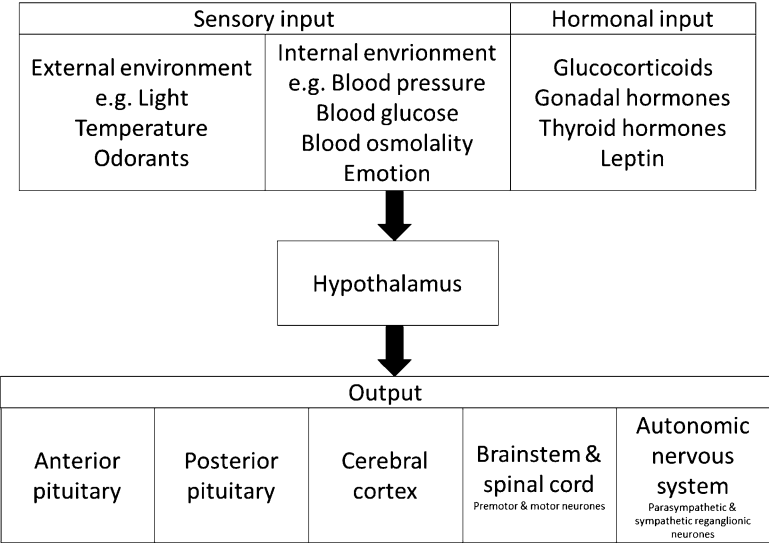 Sensory input
Hormonal input
External environment
e.g. Light
Temperature
Odorants
Internal envrionment
e.g. Blood pressure
Blood glucose
Blood osmolality
Emotion
Glucocorticoids
Gonadal hormones
Thyroid hormones
Leptin
Hypothalamus
Output
Anterior
pituitary
Posterior
pituitary
Cerebral
cortex
Brainstem &
spinal cord
Premotor & motor neurones
Autonomic
nervous
system
Parasympathetic &
sympathetic reganglionic
neurones